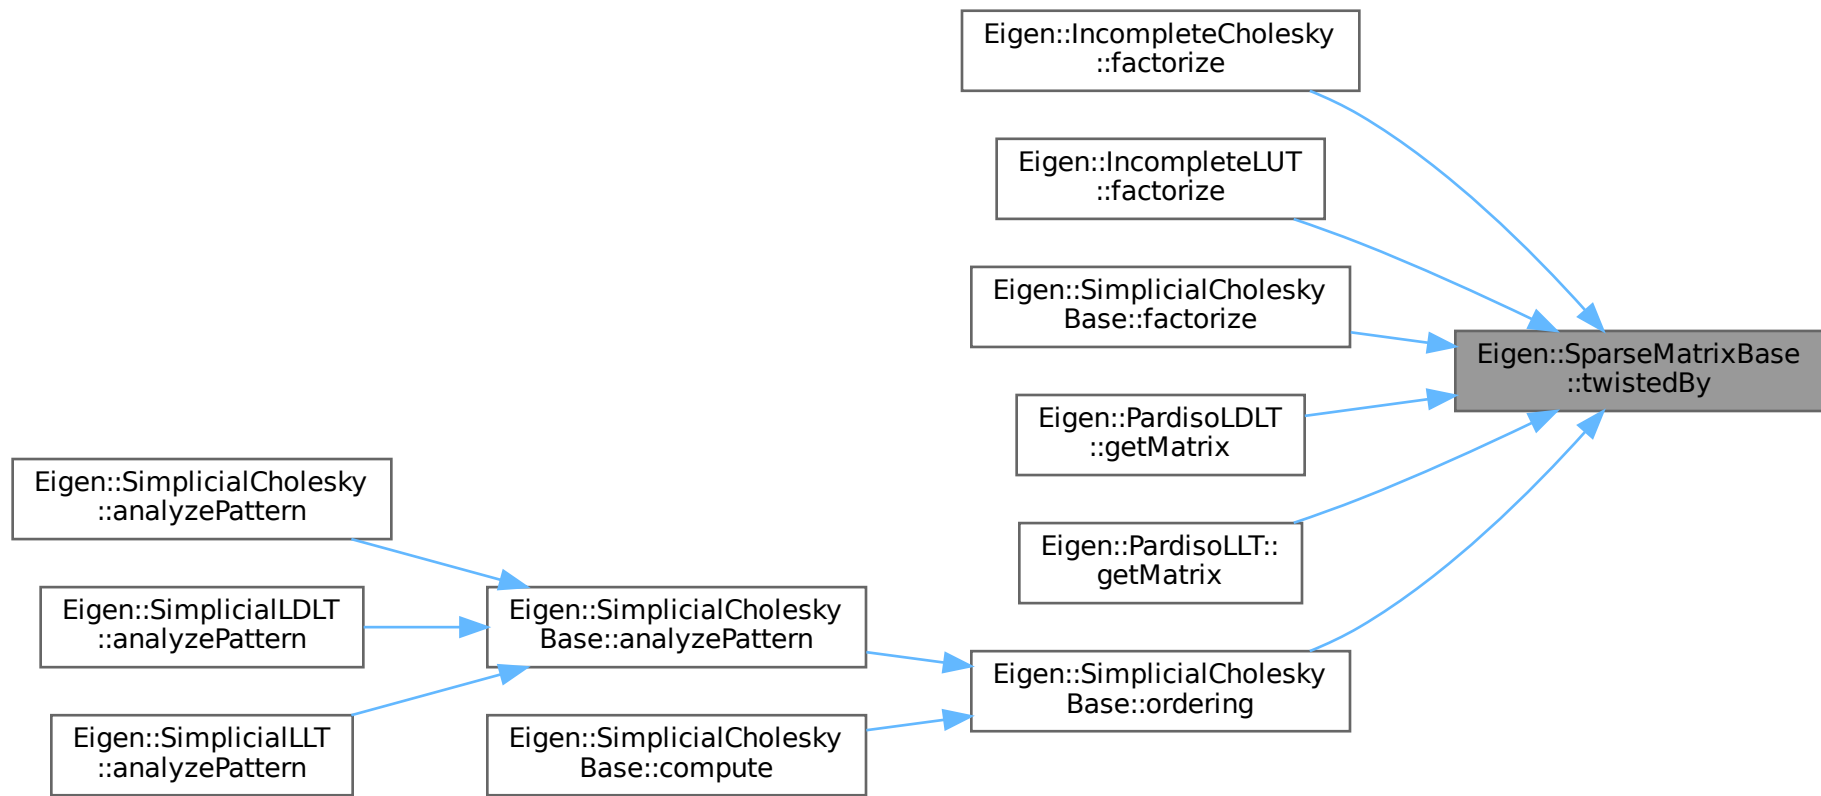 Eigen::IncompleteCholesky
::factorize
Eigen::IncompleteLUT
::factorize
Eigen::SimplicialCholesky
Base::factorize
Eigen::SparseMatrixBase
::twistedBy
Eigen::PardisoLDLT
::getMatrix
Eigen::SimplicialCholesky
::analyzePattern
Eigen::PardisoLLT::
getMatrix
Eigen::SimplicialLDLT
::analyzePattern
Eigen::SimplicialCholesky
Base::analyzePattern
Eigen::SimplicialCholesky
Base::ordering
Eigen::SimplicialLLT
::analyzePattern
Eigen::SimplicialCholesky
Base::compute